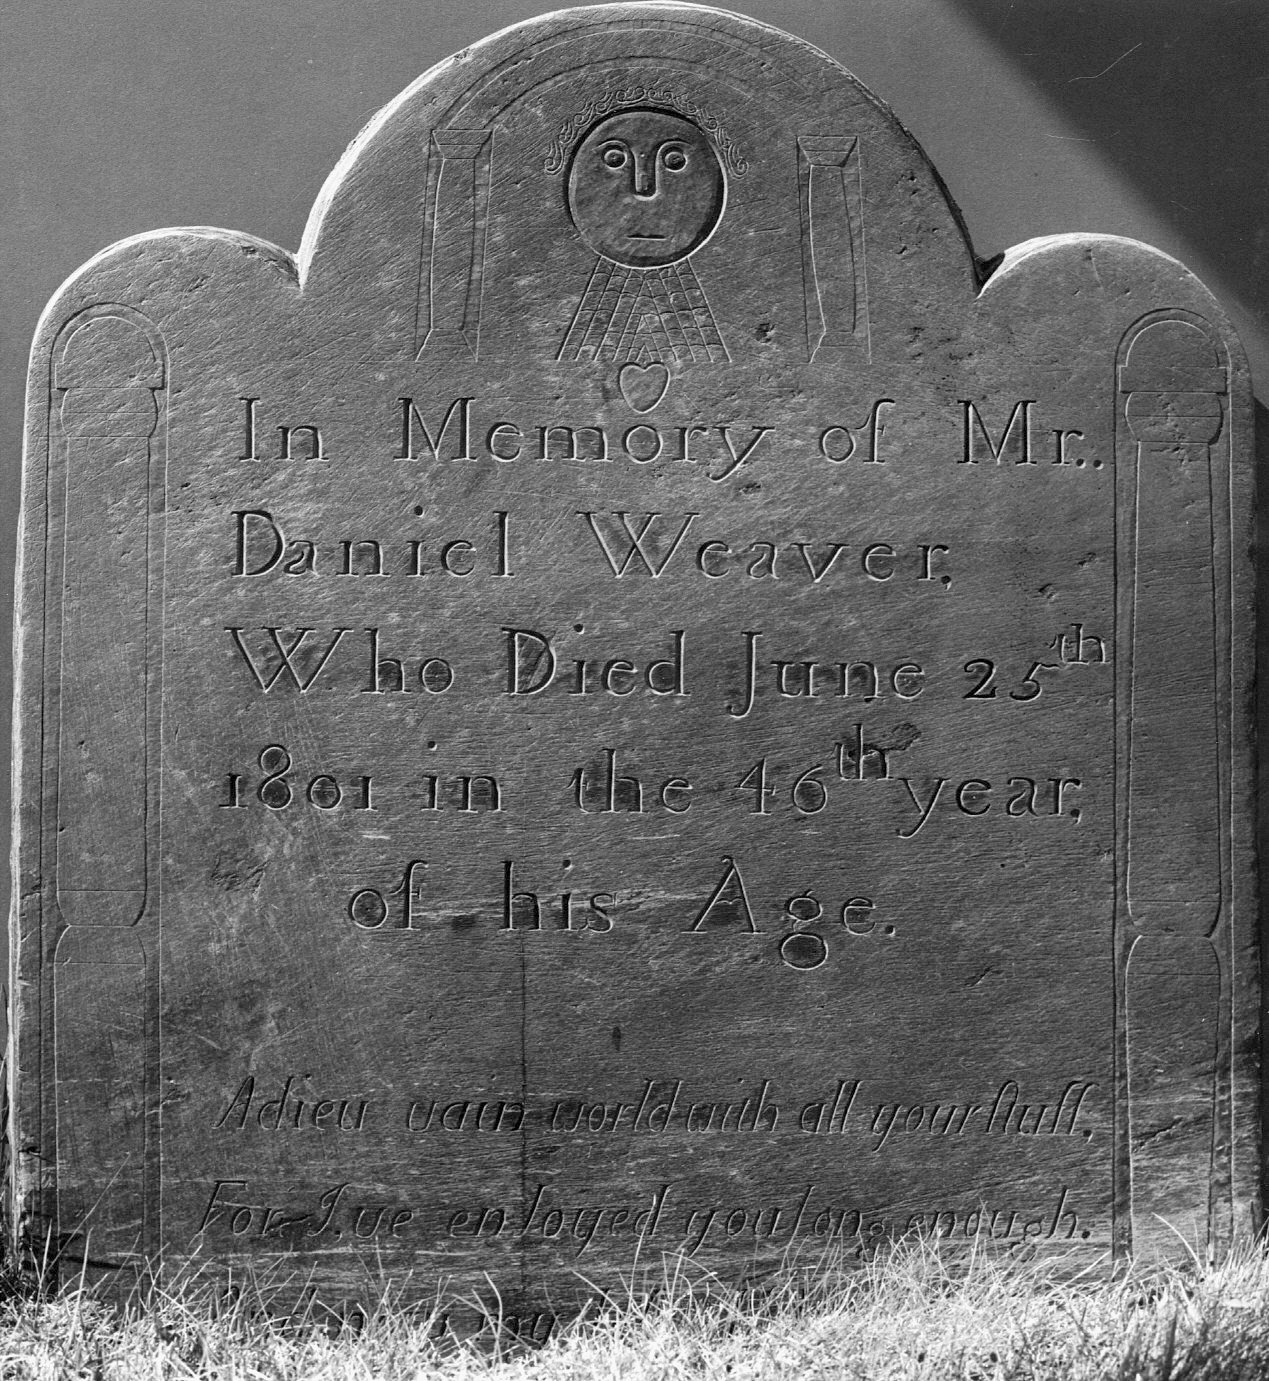 In Memory of Mr..
Daniel Weaver,
Who Died June 25th
1801 in the 46th year,
of his Age.
Adieu vain world with all your ſtuff,
For I,ve enloyed you long enough,